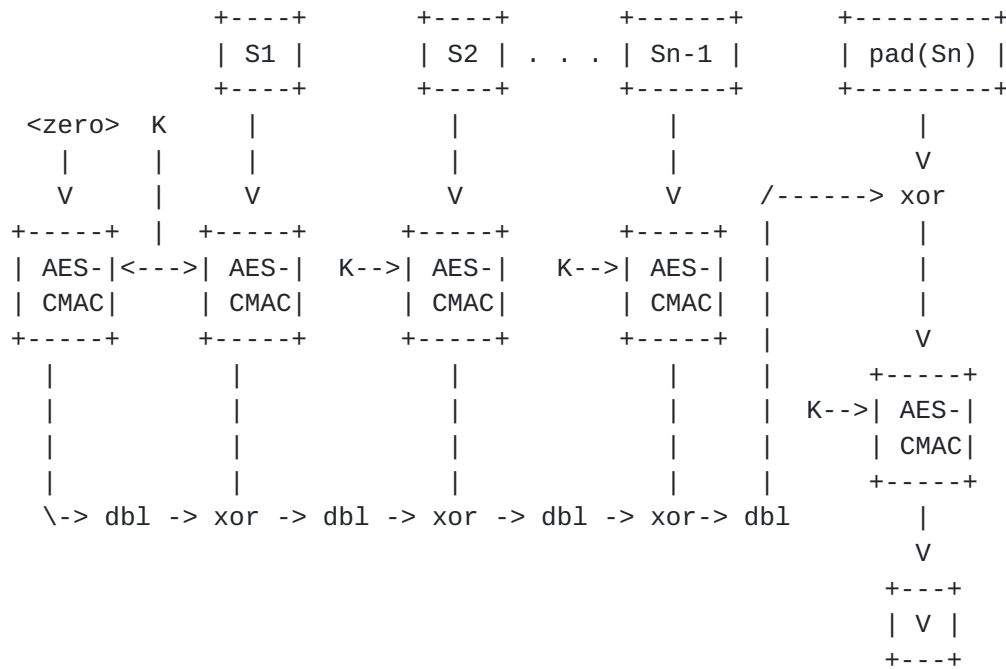 +----+       +----+       +------+      +---------+
               | S1 |       | S2 | . . . | Sn-1 |      | pad(Sn) |
               +----+       +----+       +------+      +---------+
   <zero>  K     |             |             |               |
     |     |     |             |             |               V
     V     |     V             V             V     /------> xor
  +-----+  |  +-----+       +-----+       +-----+  |         |
  | AES-|<--->| AES-|  K-->| AES-|   K-->| AES-|  |         |
  | CMAC|     | CMAC|      | CMAC|       | CMAC|  |         |
  +-----+     +-----+      +-----+       +-----+  |         V
    |           |             |             |     |      +-----+
    |           |             |             |     |  K-->| AES-|
    |           |             |             |     |      | CMAC|
    |           |             |             |     |      +-----+
    \-> dbl -> xor -> dbl -> xor -> dbl -> xor-> dbl       |
                                                           V
                                                         +---+
                                                         | V |
                                                         +---+